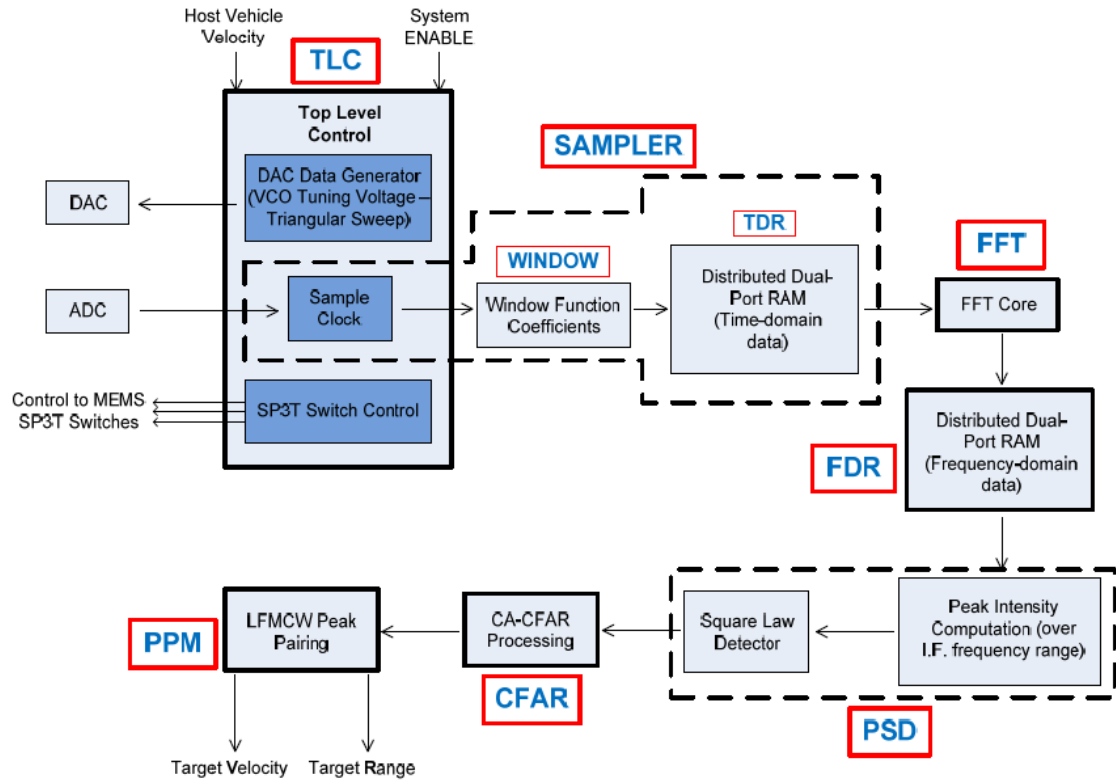 Host Vehicle
Velocity
System
ENABLE
TLC
Top Level
Control
SAMPLER
DAC Data Generator
(VCO Tuning Voltage –
Triangular Sweep)
DAC
TDR
FFT
WINDOW
Distributed Dual-
Port RAM
(Time-domain
data)
ADC
Sample
Clock
Window Function
Coefficients
FFT Core
Control to MEMS
SP3T Switches
SP3T Switch Control
Distributed Dual-
Port RAM
(Frequency-domain
data)
FDR
Peak Intensity
Computation (over
I.F. frequency range)
Square Law
Detector
CA-CFAR
Processing
LFMCW Peak
Pairing
PPM
CFAR
PSD
Target Velocity
Target Range